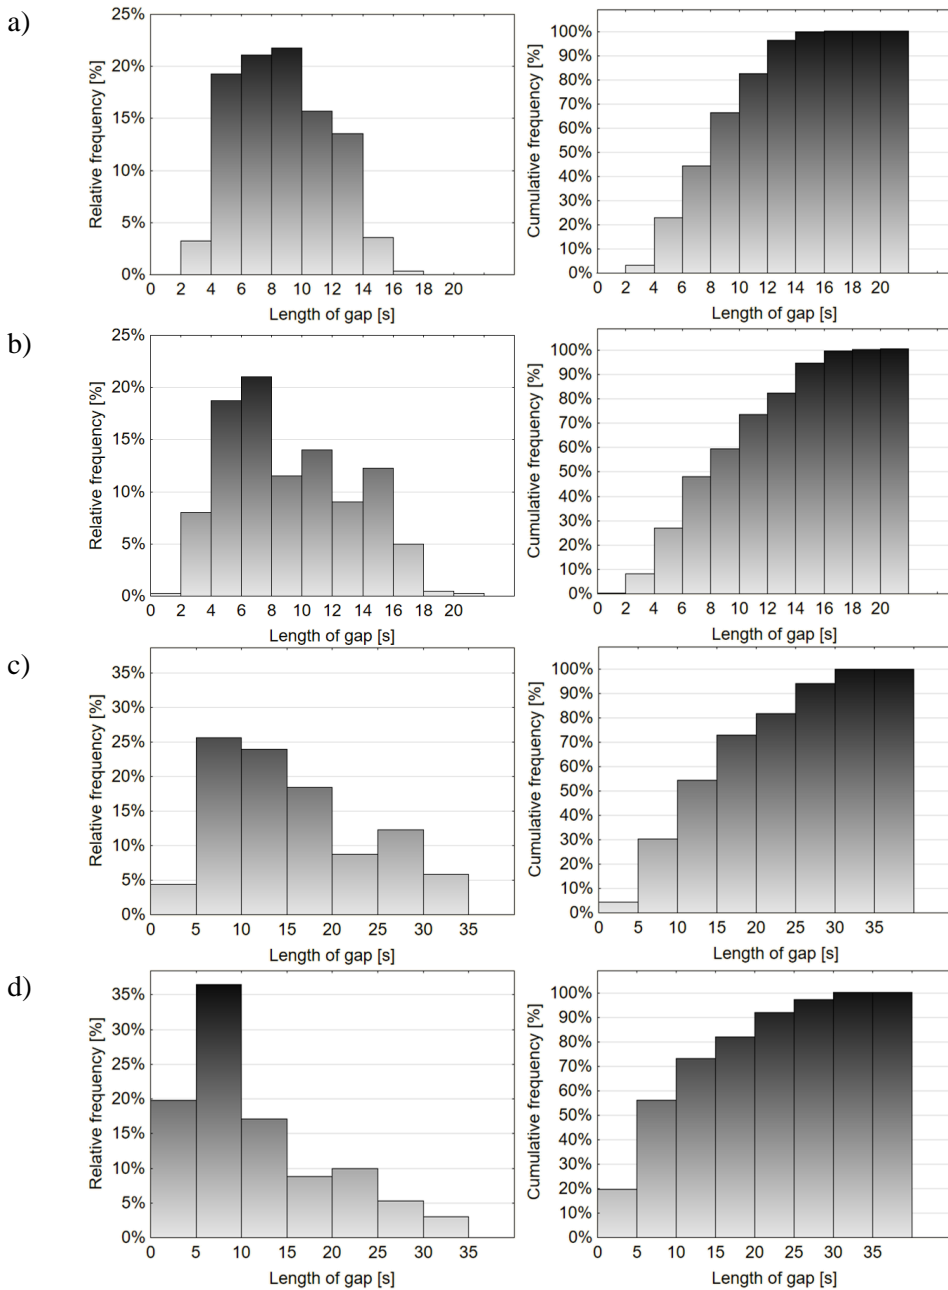 a)
Relative frequency [%]
25%
20%
15%
10%
5%
0%
0 2 4 6 8 10 12 14 16 18 20
Length of gap [s]
Cumulative frequency [%]
100%
90%
80%
70%
60%
50%
40%
30%
20%
10%
0%
0 2 4 6 8 10 12 14 16 18 20
Length of gap [s]
b)
Relative frequency [%]
25%
20%
15%
10%
5%
0%
0 2 4 6 8 10 12 14 16 18 20
Length of gap [s]
Cumulative frequency [%]
100%
90%
80%
70%
60%
50%
40%
30%
20%
10%
0%
0 2 4 6 8 10 12 14 16 18 20
Length of gap [s]
c)
Relative frequency [%]
35%
30%
25%
20%
15%
10%
5%
0%
0 5 10 15 20 25 30 35
Length of gap [s]
Cumulative frequency [%]
100%
90%
80%
70%
60%
50%
40%
30%
20%
10%
0%
0 5 10 15 20 25 30 35
Length of gap [s]
d)
Relative frequency [%]
35%
30%
25%
20%
15%
10%
5%
0%
0 5 10 15 20 25 30 35
Length of gap [s]
Cumulative frequency [%]
100%
90%
80%
70%
60%
50%
40%
30%
20%
10%
0%
0 5 10 15 20 25 30 35
Length of gap [s]